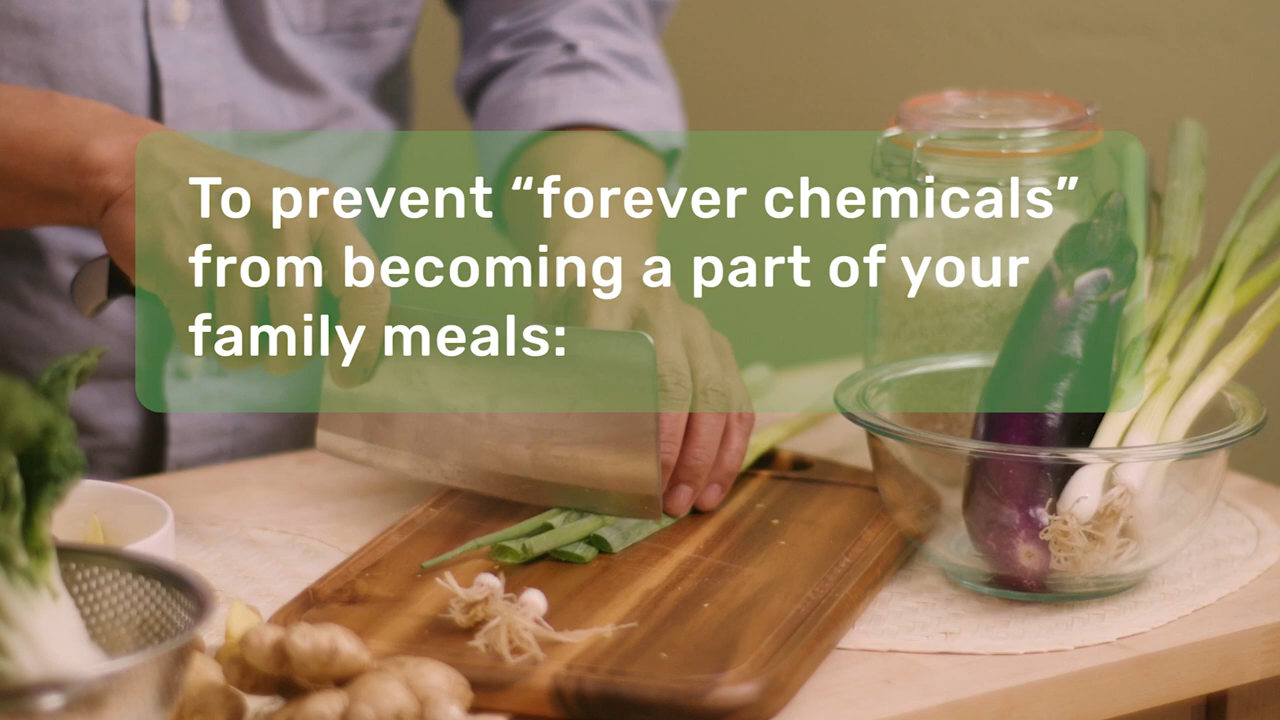 To prevent “forever chemicals”
from becoming a part of your
family meals: